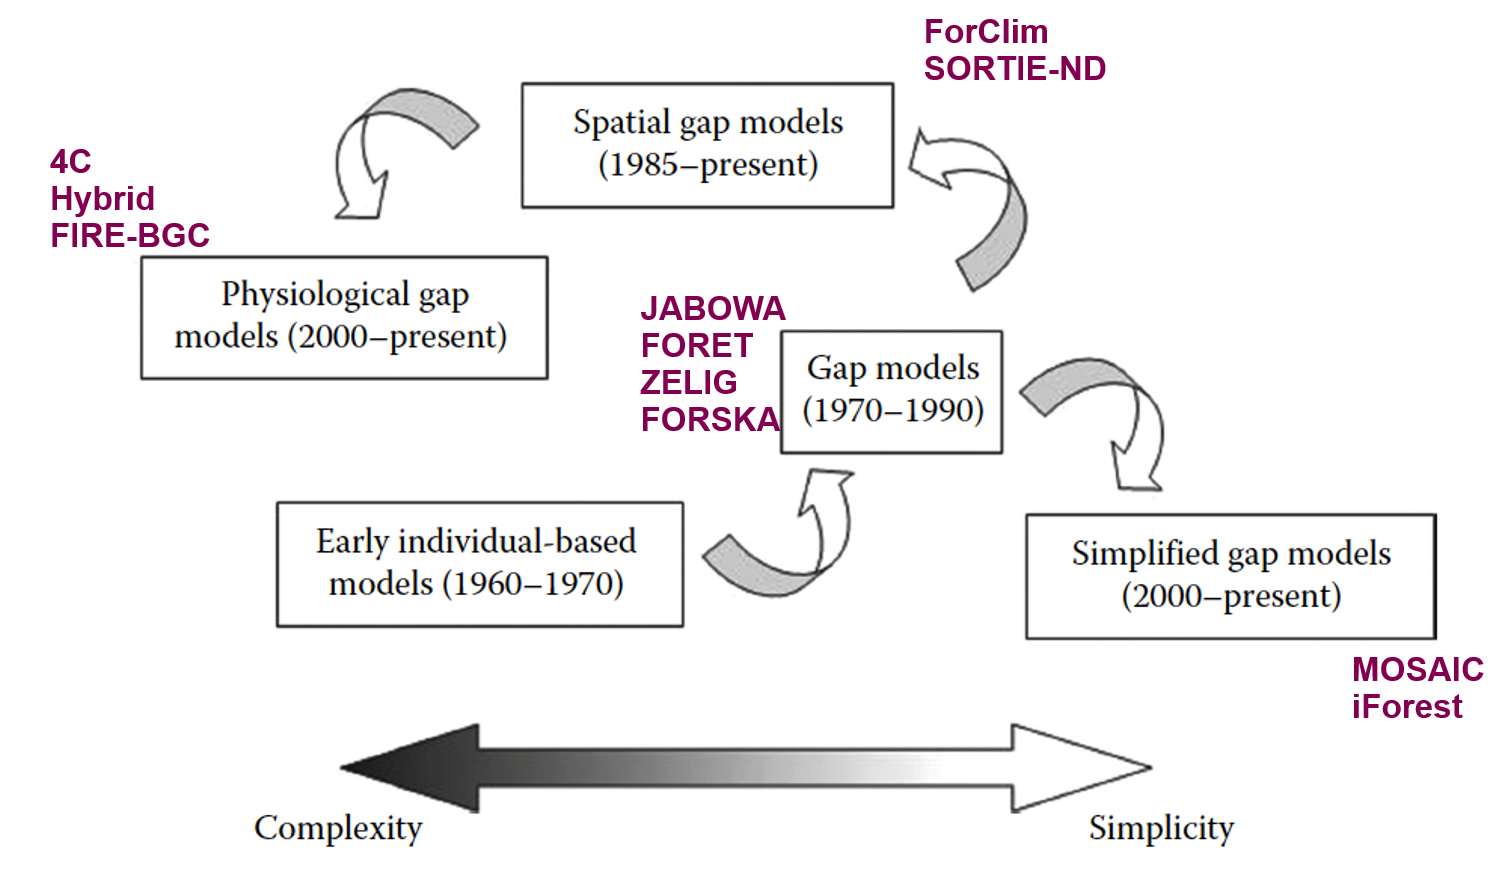 ForClim
SORTIE-ND
Spatial gap models
(1985–present)
4C
Hybrid
FIRE-BGC
Physiological gap
models (2000–present)
JABOWA
FORET
ZELIG
FORSKA
Gap models
(1970–1990)
Early individual-based
models (1960–1970)
Simplified gap models
(2000–present)
MOSAIC
iForest
Complexity
Simplicity